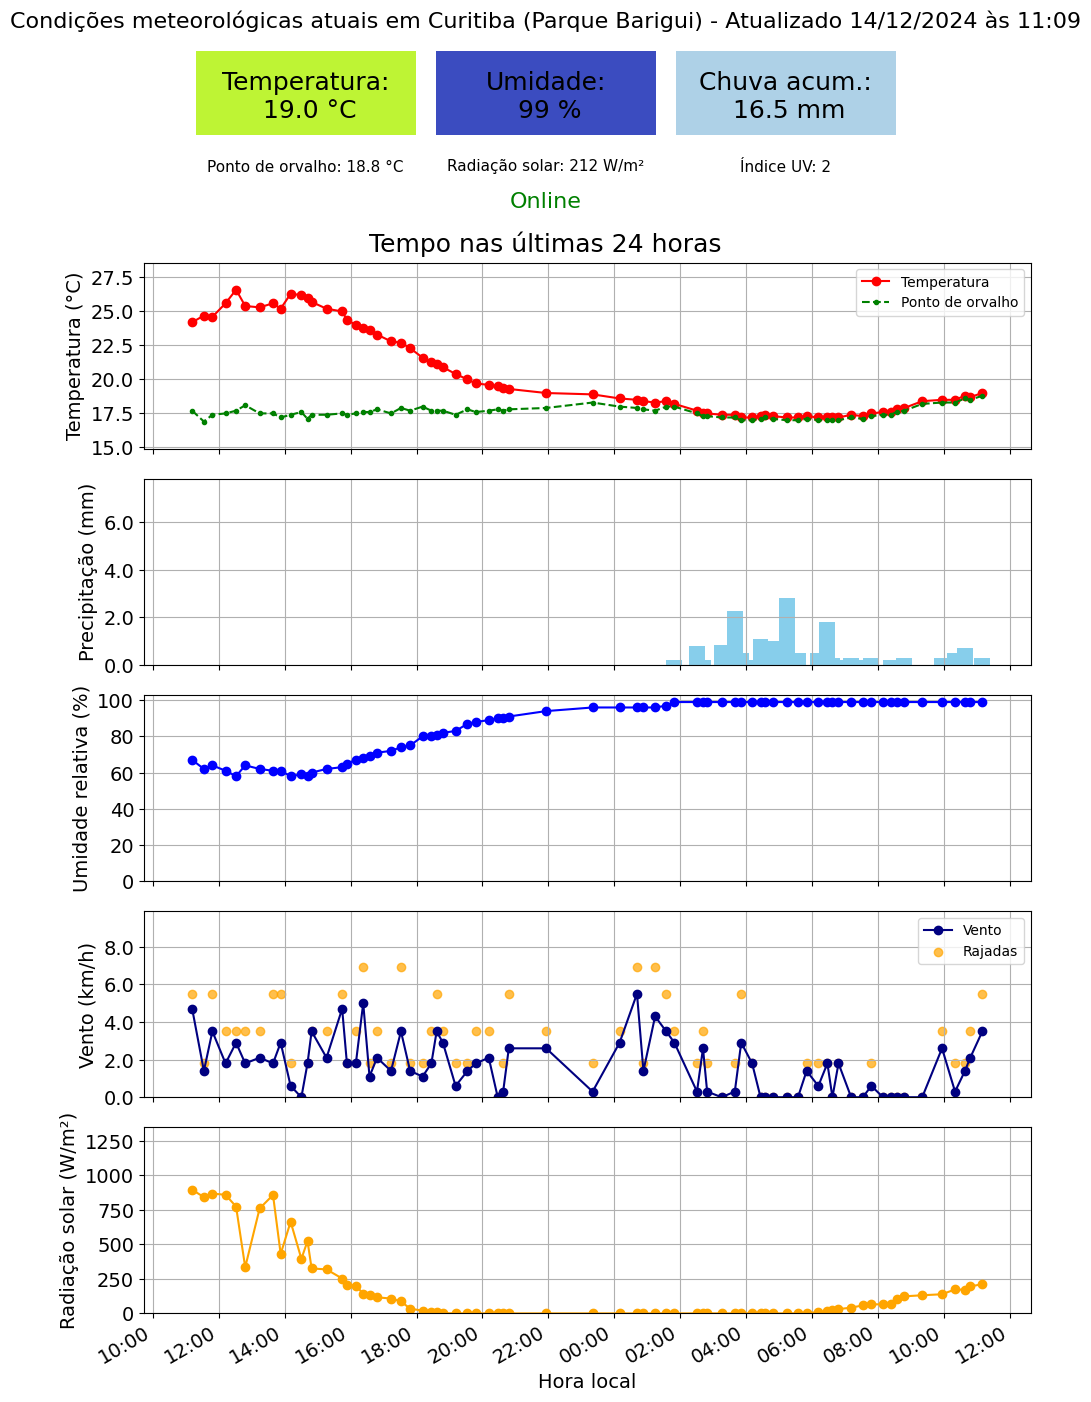 Condições meteorológicas atuais em Curitiba (Parque Barigui) - Atualizado 14/12/2024 às 11:09
Temperatura:
19.0 °C
Umidade:
99 %
Chuva acum.:
16.5 mm
Ponto de orvalho: 18.8 °C
Radiação solar: 212 W/m²
Índice UV: 2
Online
Tempo nas últimas 24 horas
Temperatura (°C)
27.5
25.0
22.5
20.0
17.5
15.0
Temperatura
Ponto de orvalho
Precipitação (mm)
6.0
4.0
2.0
0.0
Umidade relativa (%)
100
80
60
40
20
0
Vento (km/h)
8.0
6.0
4.0
2.0
0.0
Vento
Rajadas
Radiação solar (W/m²)
1250
1000
750
500
250
0
10:00
12:00
14:00
16:00
18:00
20:00
22:00
00:00
02:00
04:00
06:00
08:00
10:00
12:00
Hora local